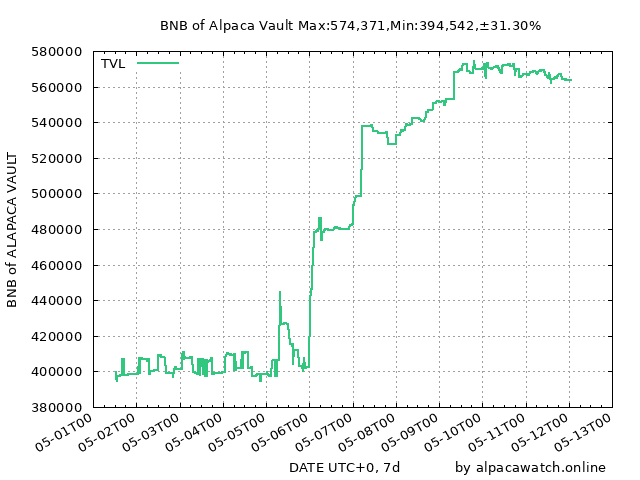 BNB of Alpaca Vault Max:574,371,Min:394,542,±31.30%
TVL
BNB of ALAPACA VAULT
580000
560000
540000
520000
500000
480000
460000
440000
420000
400000
380000
05-01T00
05-02T00
05-03T00
05-04T00
05-05T00
05-06T00
05-07T00
05-08T00
05-09T00
05-10T00
05-11T00
05-12T00
05-13T00
DATE UTC+0, 7d
by alpacawatch.online